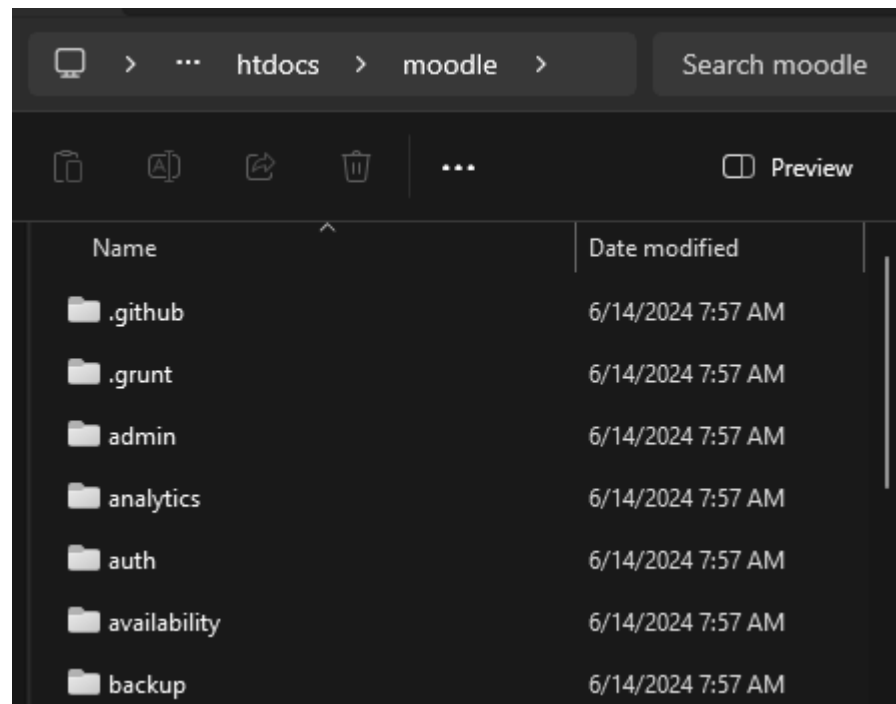 htdocs > moodle > Search moodle
Preview
Name Date modified
.github 6/14/2024 7:57 AM
.grunt 6/14/2024 7:57 AM
admin 6/14/2024 7:57 AM
analytics 6/14/2024 7:57 AM
auth 6/14/2024 7:57 AM
availability 6/14/2024 7:57 AM
backup 6/14/2024 7:57 AM